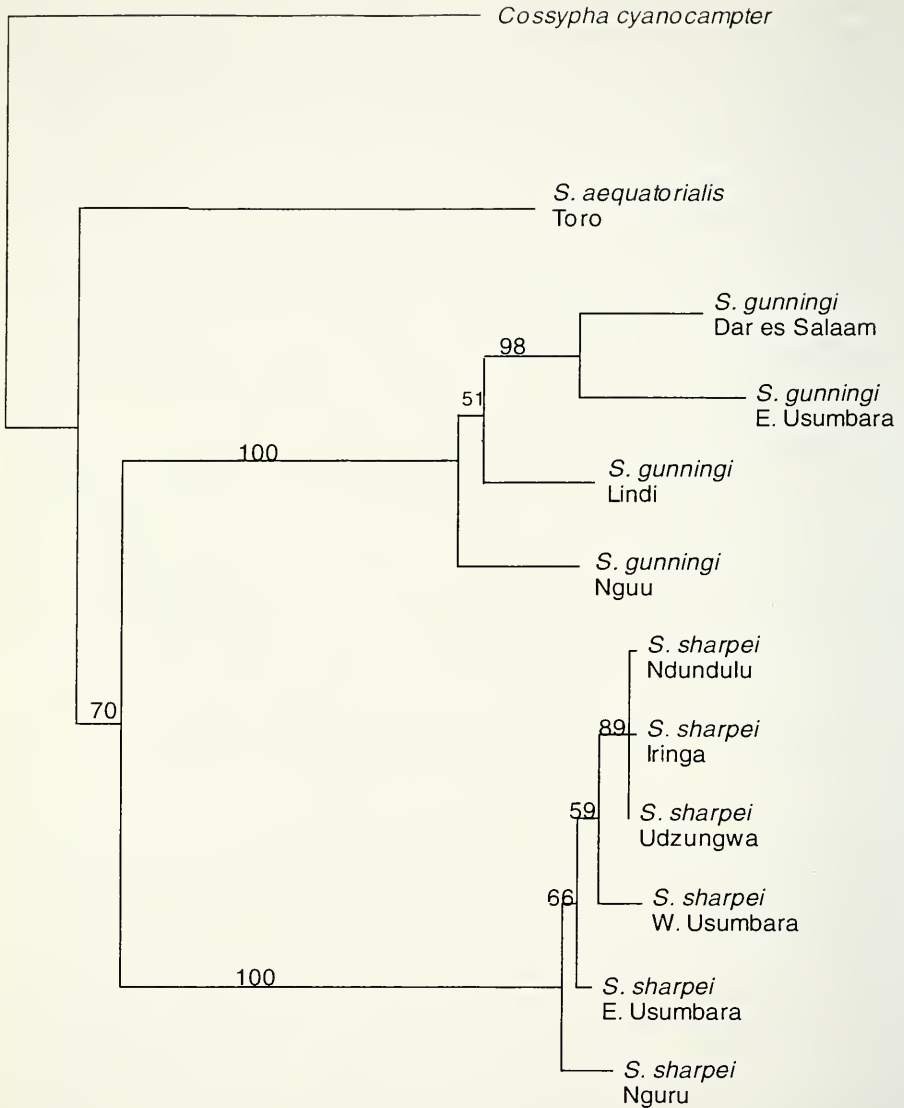 Cossypha cyanocampter
S. aequatorialis
Toro
S. gunningi
Dar es Salaam
98
S. gunningi
E. Usumbara
51
100
S. gunningi
Lindi
S. gunningi
Nguu
S. sharpei
Ndundulu
70
89
S. sharpei
Iringa
59
S. sharpei
Udzungwa
66
S. sharpei
W. Usumbara
100
S. sharpei
E. Usumbara
S. sharpei
Nguru